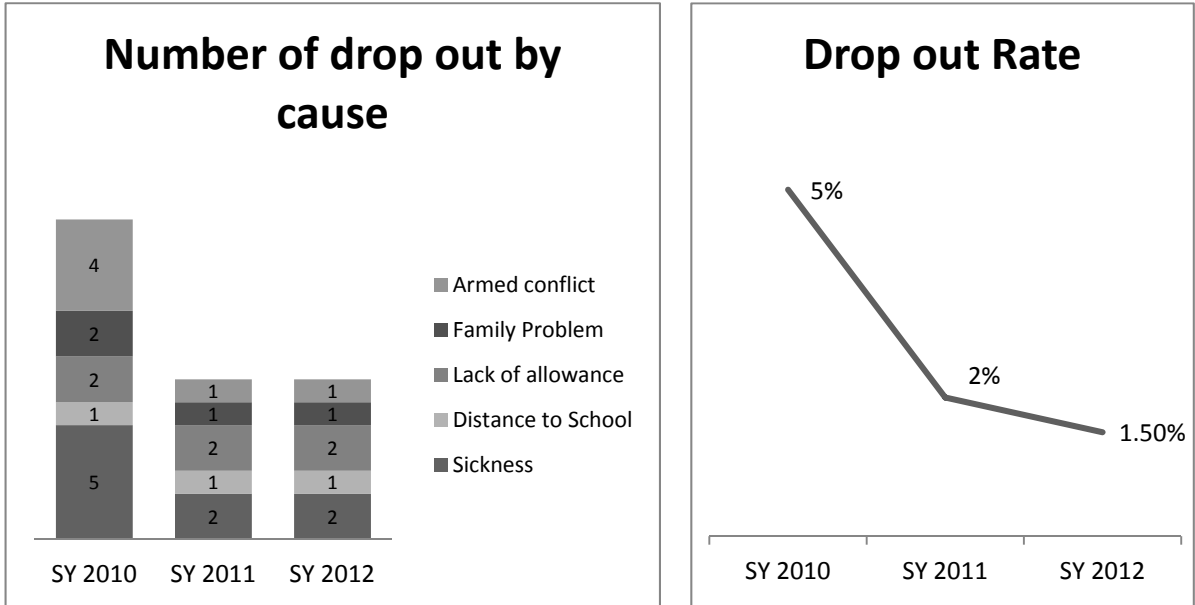 Number of drop out by
cause
4
2
2
1
5
1
1
2
1
2
1
1
2
1
2
Armed conflict
Family Problem
Lack of allowance
Distance to School
Sickness
SY 2010 SY 2011 SY 2012
Drop out Rate
5%
2%
1.50%
SY 2010 SY 2011 SY 2012